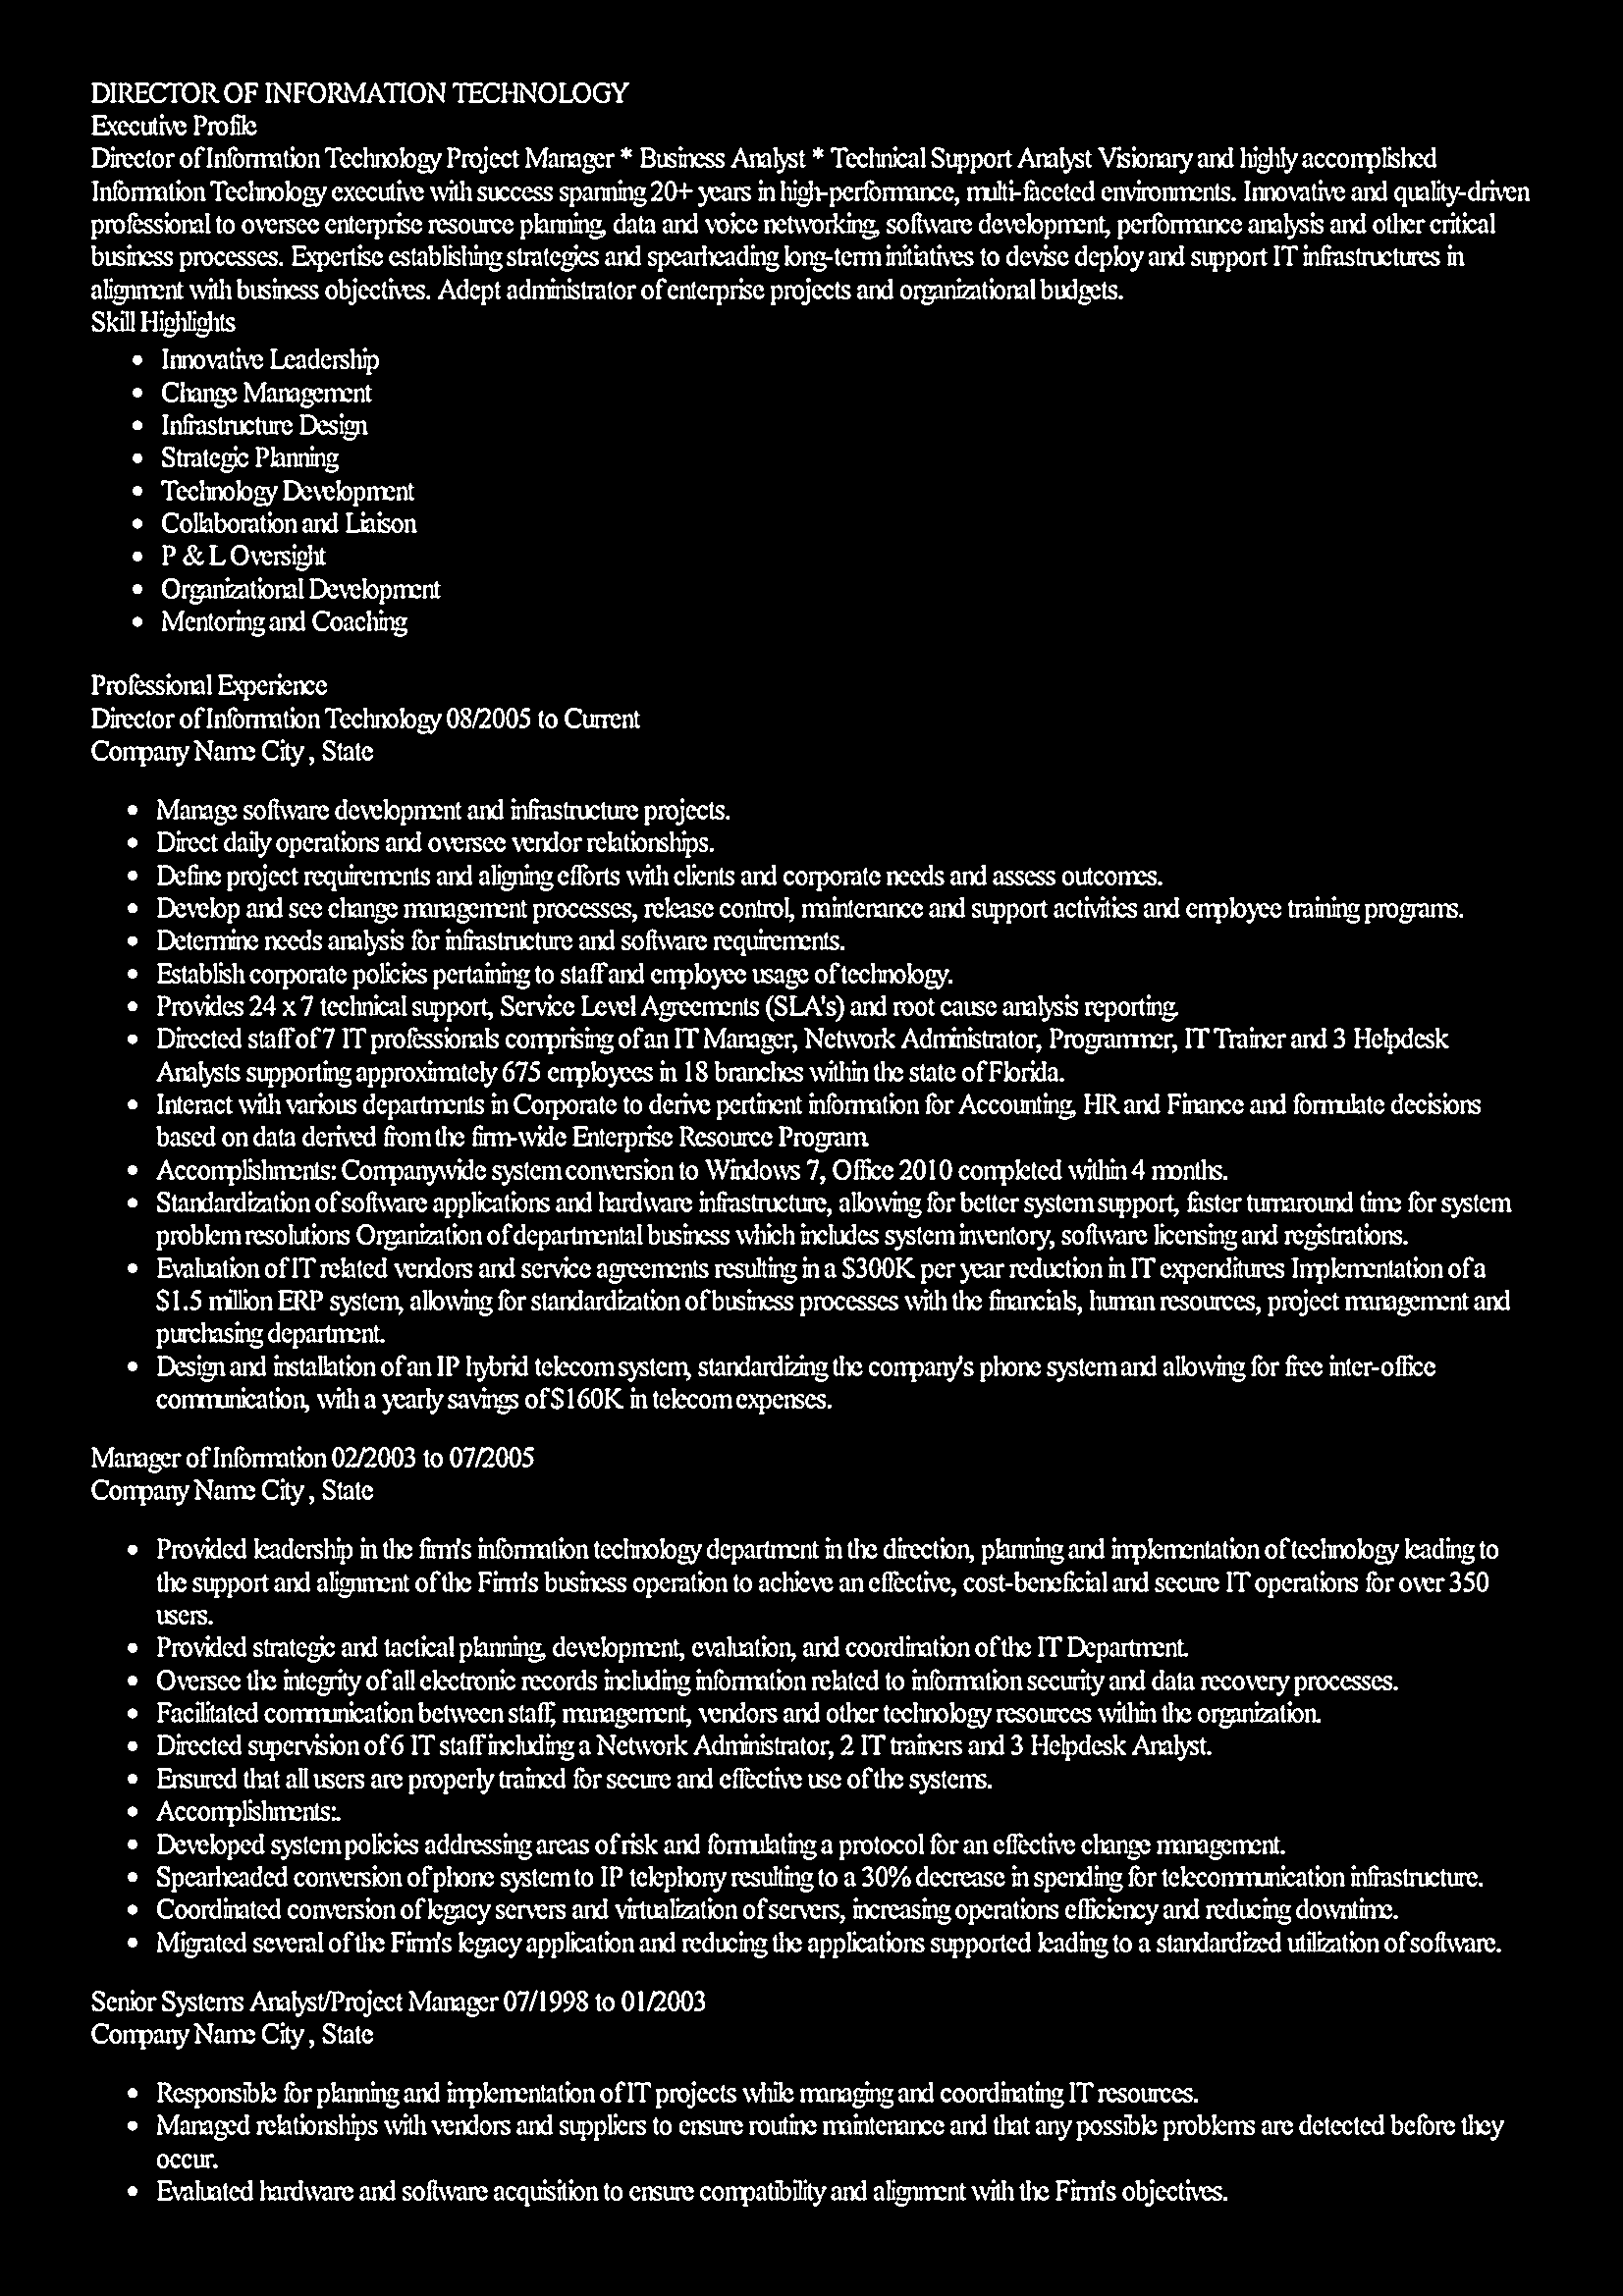 DIRECTOR OF INFORMATION TECHNOLOGY
Executive Profile
Director of Information Technology Project Manager * Business Analyst * Technical Support Analyst Visionary and highly accomplished
Information Technology executive with success spanning 20+ years in high-performance, multi-faceted environments. Innovative and quality-driven
professional to oversee enterprise resource planning, data and voice networking, software development, performance analysis and other critical
business processes. Expertise establishing strategies and spearheading long-term initiatives to devise deploy and support IT infrastructures in
alignment with business objectives. Adept administrator of enterprise projects and organizational budgets.
Skill Highlights
• Innovative Leadership
• Change Management
• Infrastructure Design
• Strategic Planning
• Technology Development
• Collaboration and Liaison
• P & L Oversight
• Organizational Development
• Mentoring and Coaching
Professional Experience
Director of Information Technology 08/2005 to Current
Company Name City , State
• Manage software development and infrastructure projects.
• Direct daily operations and oversee vendor relationships.
• Define project requirements and aligning efforts with clients and corporate needs and assess outcomes.
• Develop and see change management processes, release control, maintenance and support activities and employee training programs.
• Determine needs analysis for infrastructure and software requirements.
• Establish corporate policies pertaining to staff and employee usage of technology.
• Provides 24 x 7 technical support, Service Level Agreements (SLA's) and root cause analysis reporting.
• Directed staff of 7 IT professionals comprising of an IT Manager, Network Administrator, Programmer, IT Trainer and 3 Helpdesk
Analysts supporting approximately 675 employees in 18 branches within the state of Florida.
• Interact with various departments in Corporate to derive pertinent information for Accounting, HR and Finance and formulate decisions
based on data derived from the firm-wide Enterprise Resource Program.
• Accomplishments: Companywide system conversion to Windows 7, Office 2010 completed within 4 months.
• Standardization of software applications and hardware infrastructure, allowing for better system support, faster turnaround time for system
problem resolutions Organization of departmental business which includes system inventory, software licensing and registrations.
• Evaluation of IT related vendors and service agreements resulting in a $300K per year reduction in IT expenditures Implementation of a
$1.5 million ERP system, allowing for standardization of business processes with the financials, human resources, project management and
purchasing department.
• Design and installation of an IP hybrid telecom system, standardizing the company's phone system and allowing for free inter-office
communication, with a yearly savings of $160K in telecom expenses.
Manager of Information 02/2003 to 07/2005
Company Name City , State
• Provided leadership in the firm's information technology department in the direction, planning and implementation of technology leading to
the support and alignment of the Firm's business operation to achieve an effective, cost-beneficial and secure IT operations for over 350
users.
• Provided strategic and tactical planning, development, evaluation, and coordination of the IT Department.
• Oversee the integrity of all electronic records including information related to information security and data recovery processes.
• Facilitated communication between staff, management, vendors and other technology resources within the organization.
• Directed supervision of 6 IT staff including a Network Administrator, 2 IT trainers and 3 Helpdesk Analyst.
• Ensured that all users are properly trained for secure and effective use of the systems.
• Accomplishments:.
• Developed system policies addressing areas of risk and formulating a protocol for an effective change management.
• Spearheaded conversion of phone system to IP telephony resulting to a 30% decrease in spending for telecommunication infrastructure.
• Coordinated conversion of legacy servers and virtualization of servers, increasing operations efficiency and reducing downtime.
• Migrated several of the Firm's legacy application and reducing the applications supported leading to a standardized utilization of software.
Senior Systems Analyst/Project Manager 07/1998 to 01/2003
Company Name City , State
• Responsible for planning and implementation of IT projects while managing and coordinating IT resources.
• Managed relationships with vendors and suppliers to ensure routine maintenance and that any possible problems are detected before they
occur.
• Evaluated hardware and software acquisition to ensure compatibility and alignment with the Firm's objectives.